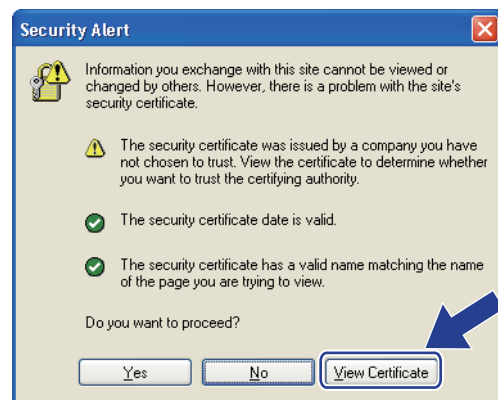 Security Alert
Information you exchange with this site cannot be viewed or
changed by others. However, there is a problem with the site's
security certificate.
The security certificate was issued by a company you have
not chosen to trust. View the certificate to determine whether
you want to trust the certifying authority.
The security certificate date is valid.
The security certificate has a valid name matching the name
of the page you are trying to view.
Do you want to proceed?
Yes No View Certificate